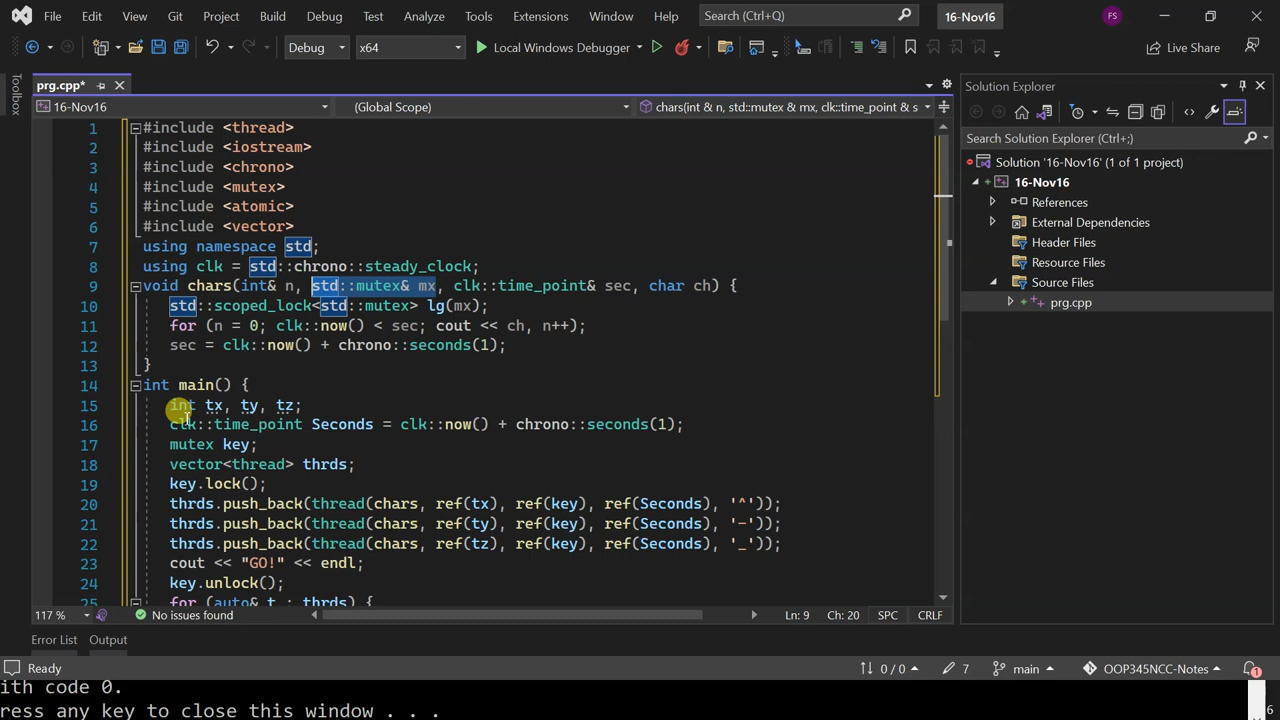 File Edit View Git Project Build Debug Test Analyze Tools Extensions Window Help Search (Ctrl+Q) 16-Nov16 FS
Debug x64 Local Windows Debugger Live Share
Toolbox
prg.cpp*
16-Nov16 (Global Scope) chars(int & n, std::mutex & mx, clk::time_point & s
1 #include <thread>
2 #include <iostream>
3 #include <chrono>
4 #include <mutex>
5 #include <atomic>
6 #include <vector>
7 using namespace std;
8 using clk = std::chrono::steady_clock;
9 void chars(int& n, std::mutex& mx, clk::time_point& sec, char ch) {
10 std::scoped_lock<std::mutex> lg(mx);
11 for (n = 0; clk::now() < sec; cout << ch, n++);
12 sec = clk::now() + chrono::seconds(1);
13 }
14 int main() {
15 int tx, ty, tz;
16 clk::time_point Seconds = clk::now() + chrono::seconds(1);
17 mutex key;
18 vector<thread> thrds;
19 key.lock();
20 thrds.push_back(thread(chars, ref(tx), ref(key), ref(Seconds), '^'));
21 thrds.push_back(thread(chars, ref(ty), ref(key), ref(Seconds), '-'));
22 thrds.push_back(thread(chars, ref(tz), ref(key), ref(Seconds), '_'));
23 cout << "GO!" << endl;
24 key.unlock();
25 for (auto& t : thrds) {
117 % No issues found Ln: 9 Ch: 20 SPC CRLF
Solution Explorer
Search Solution Explorer (Ctrl+;)
Solution '16-Nov16' (1 of 1 project)
16-Nov16
References
External Dependencies
Header Files
Resource Files
Source Files
prg.cpp
Error List Output
Ready 0 / 0 7 main OOP345NCC-Notes 1
ith code 0.
ress any key to close this window . . .
6